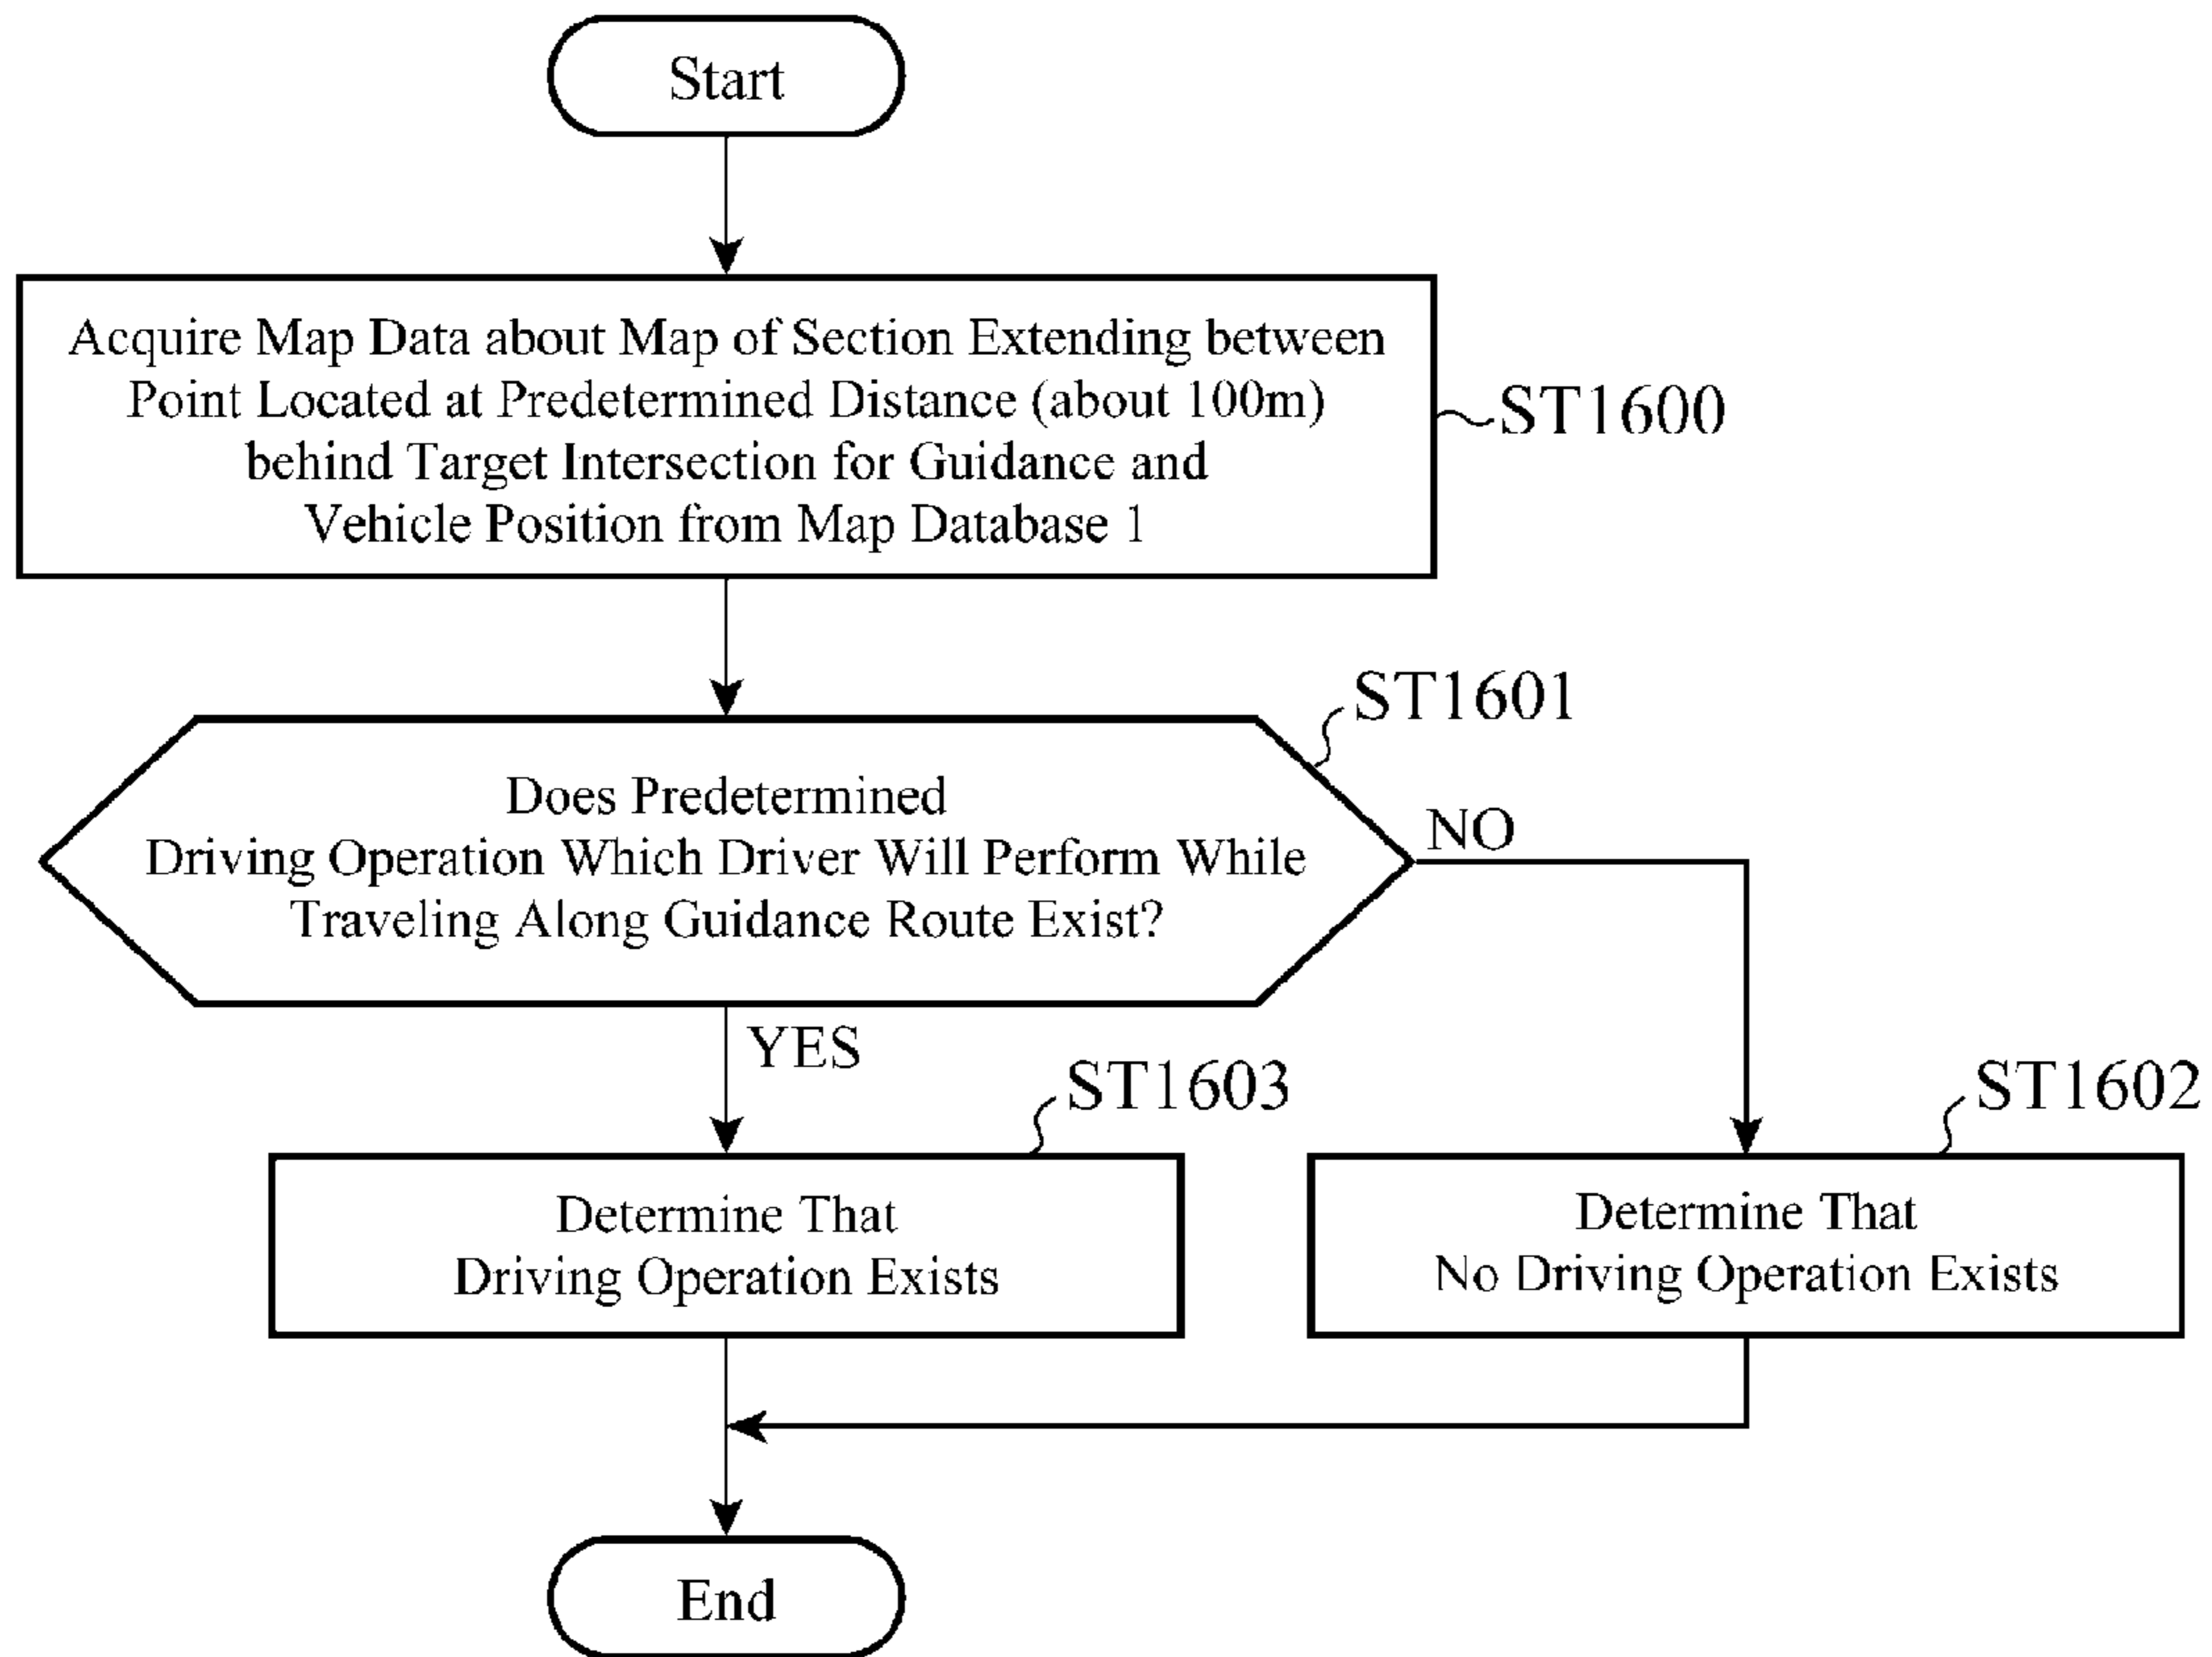 Start
Acquire Map Data about Map of Section Extending between
Point Located at Predetermined Distance (about 100m)
behind Target Intersection for Guidance and
Vehicle Position from Map Database 1
ST1600
ST1601
Does Predetermined
Driving Operation Which Driver Will Perform While
Traveling Along Guidance Route Exist?
NO
YES
ST1603
ST1602
Determine That
Driving Operation Exists
Determine That
No Driving Operation Exists
End